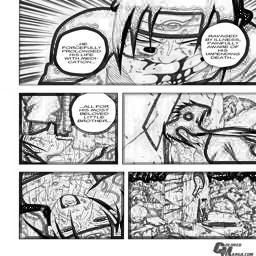 RAVAGED
BY ILLNESS,
PAINFULLY
AWARE OF
HIS
IMPENDING
DEATH...
...HE
FORCEFULLY
PROLONGED
HIS LIFE
WITH MEDI-
CATION...
...ALL FOR
HIS MOST
BELOVED
LITTLE
BROTHER...
COLORED
MANGA.COM